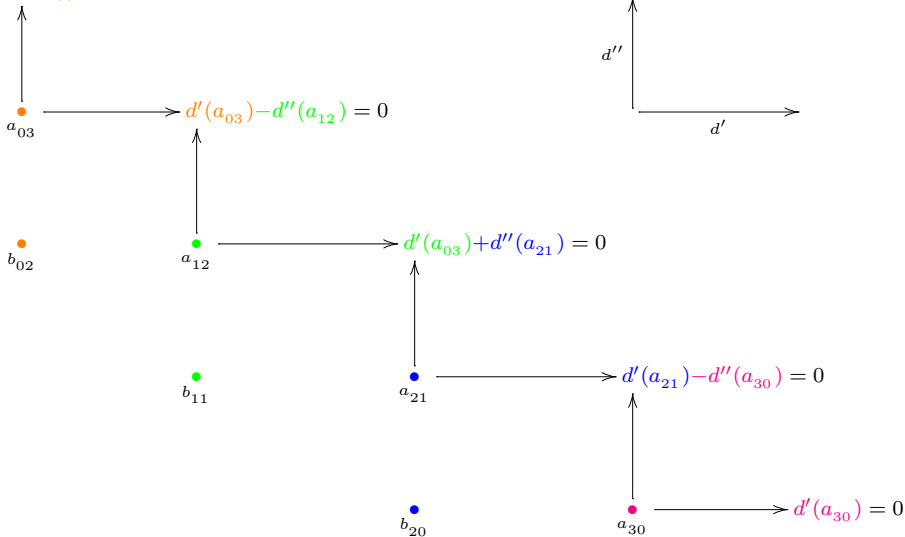 d''
d'
a₀₃
d'(a₀₃)−d''(a₁₂) = 0
b₀₂
a₁₂
d'(a₀₃)+d''(a₂₁) = 0
b₁₁
a₂₁
d'(a₂₁)−d''(a₃₀) = 0
b₂₀
a₃₀
d'(a₃₀) = 0